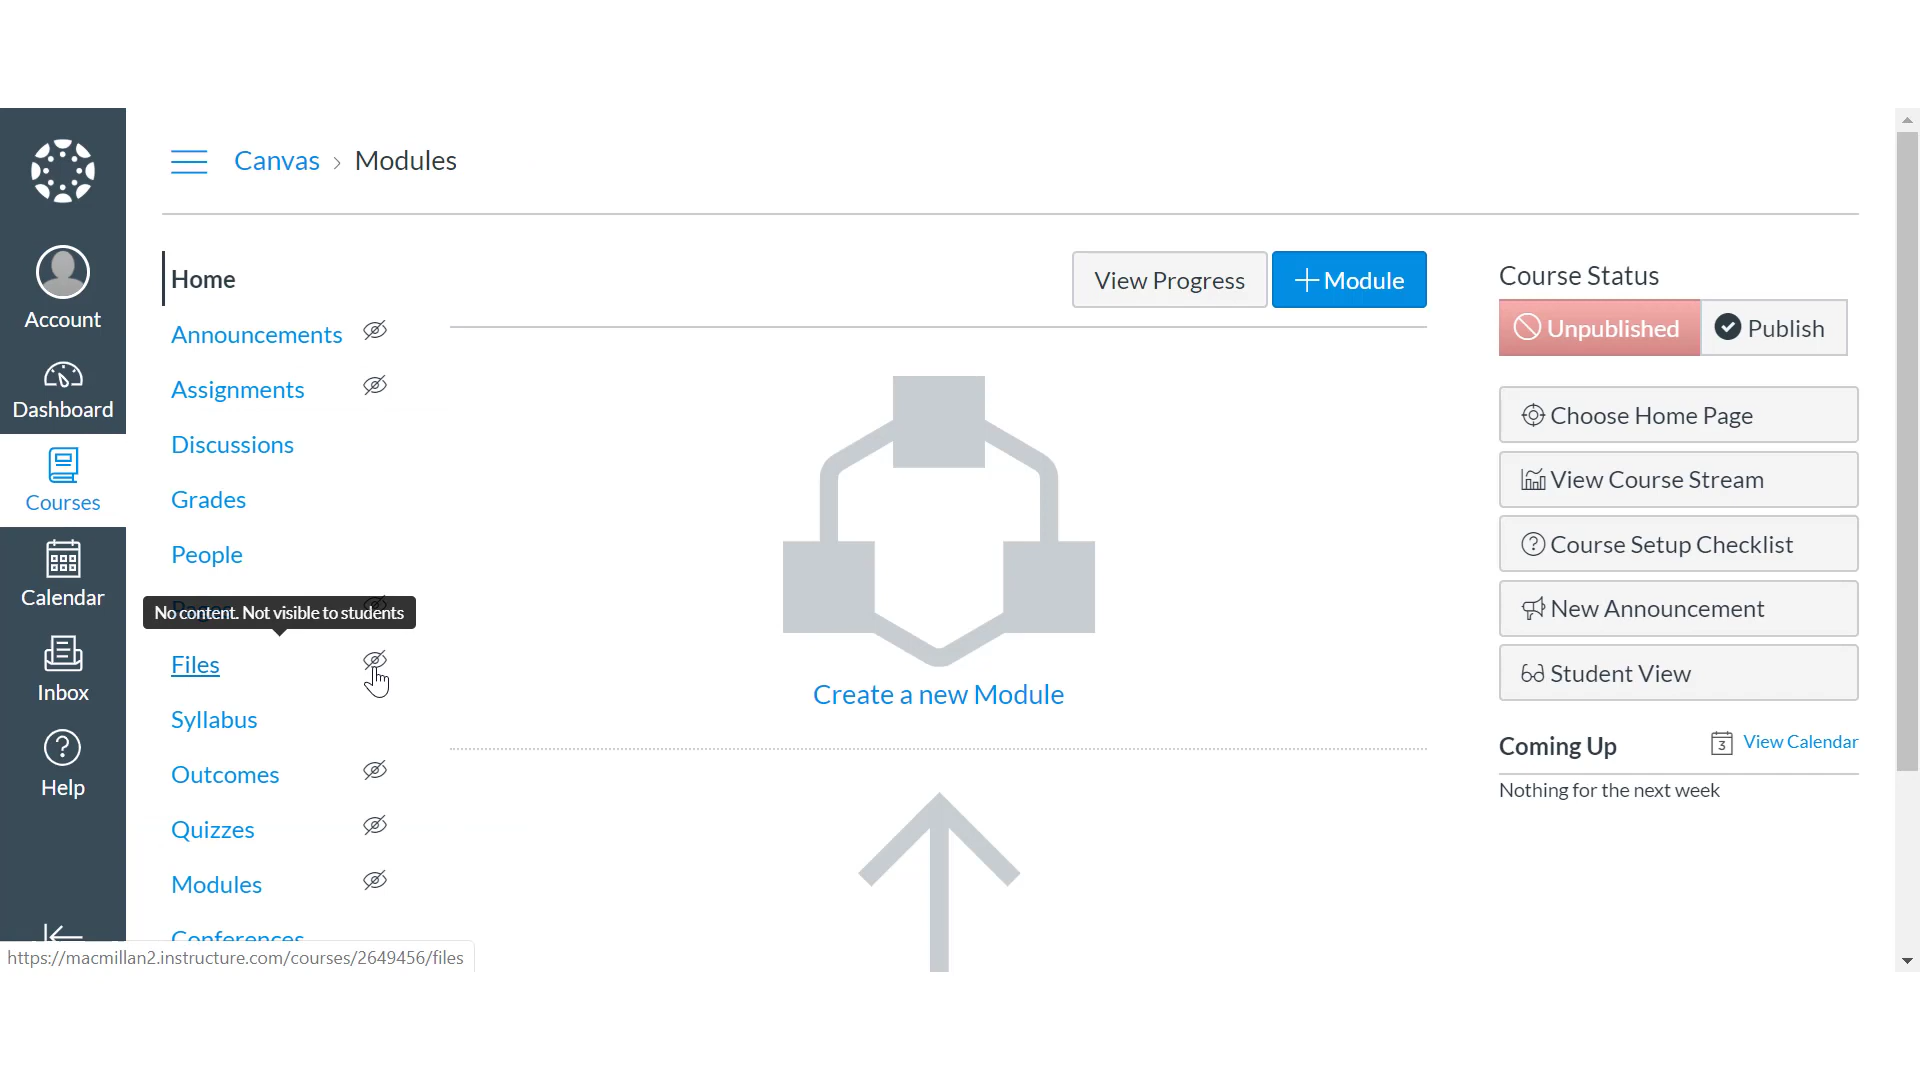 Canvas › Modules
Account
Dashboard
Courses
Calendar
Inbox
Help
Home
Announcements
Assignments
Discussions
Grades
People
No content. Not visible to students
Files
Syllabus
Outcomes
Quizzes
Modules
Conferences
https://macmillan2.instructure.com/courses/2649456/files
View Progress
+ Module
Create a new Module
Course Status
Unpublished
Publish
Choose Home Page
View Course Stream
Course Setup Checklist
New Announcement
Student View
Coming Up
3 View Calendar
Nothing for the next week